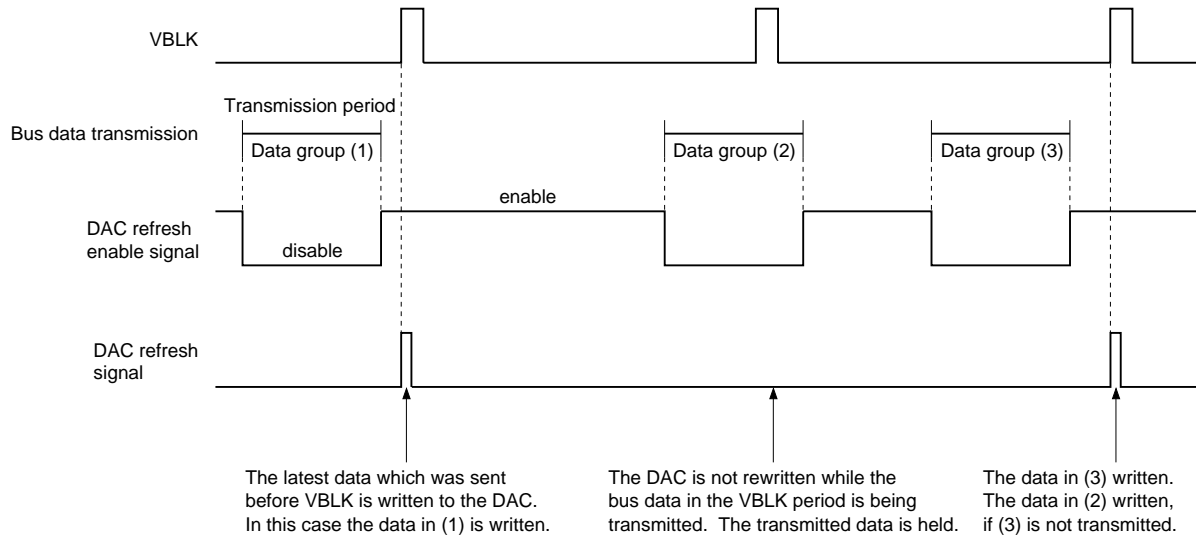 VBLK
Transmission period
Bus data transmission
Data group (1)
Data group (2)
Data group (3)
enable
DAC refresh
enable signal
disable
DAC refresh
signal
The latest data which was sent
before VBLK is written to the DAC.
In this case the data in (1) is written.
The DAC is not rewritten while the
bus data in the VBLK period is being
transmitted.  The transmitted data is held.
The data in (3) written.
The data in (2) written,
if (3) is not transmitted.